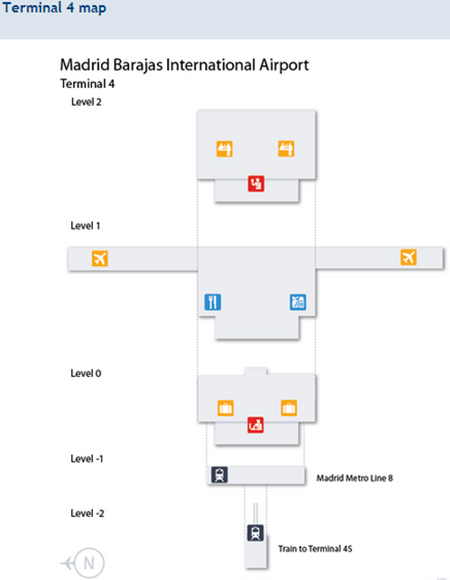 Terminal 4 map
Madrid Barajas International Airport
Terminal 4
Level 2
Level 1
Level 0
Level -1
Madrid Metro Line 8
Level -2
Train to Terminal 4S
N